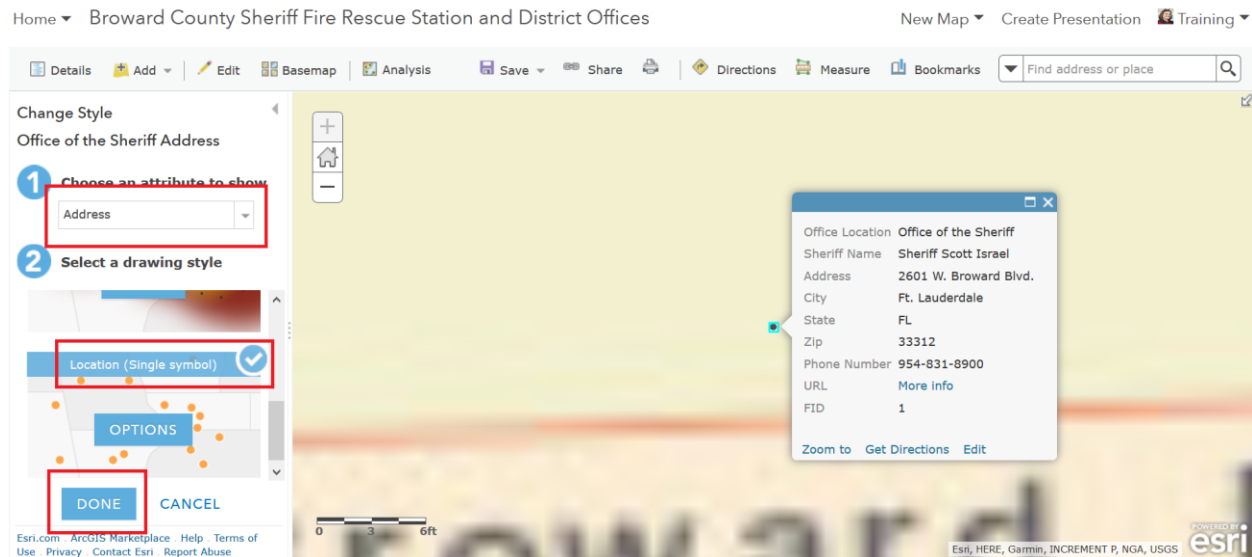 Home Broward County Sheriff Fire Rescue Station and District Offices New Map Create Presentation Training
Details Add Edit Basemap Analysis Save Share Directions Measure Bookmarks Find address or place
Change Style
Office of the Sheriff Address
1 Choose an attribute to show
Address
2 Select a drawing style
Location (Single symbol)
OPTIONS
DONE CANCEL
Esri.com . ArcGIS Marketplace . Help . Terms of
Use . Privacy . Contact Esri . Report Abuse
Office Location Office of the Sheriff
Sheriff Name Sheriff Scott Israel
Address 2601 W. Broward Blvd.
City Ft. Lauderdale
State FL
Zip 33312
Phone Number 954-831-8900
URL More info
FID 1
Zoom to Get Directions Edit
0 3 6ft
roward
Esri, HERE, Garmin, INCREMENT P, NGA, USGS
POWERED BY
esri